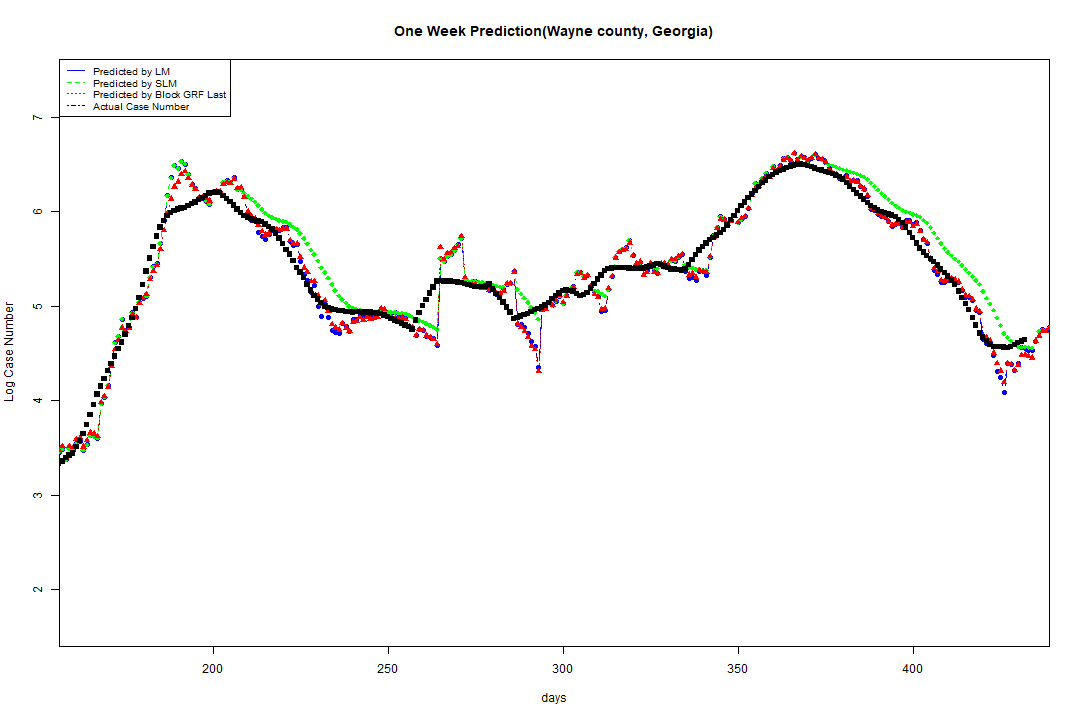 One Week Prediction(Wayne county, Georgia)
Predicted by LM
Predicted by SLM
Predicted by Block GRF Last
Actual Case Number
7
6
5
4
3
2
Log Case Number
200 250 300 350 400
days